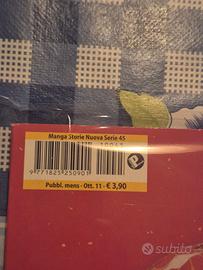 Manga Storie Nuova Serie 45
9 771825 250901
Pubbl. mens - Ott. 11 - € 3,90
subito